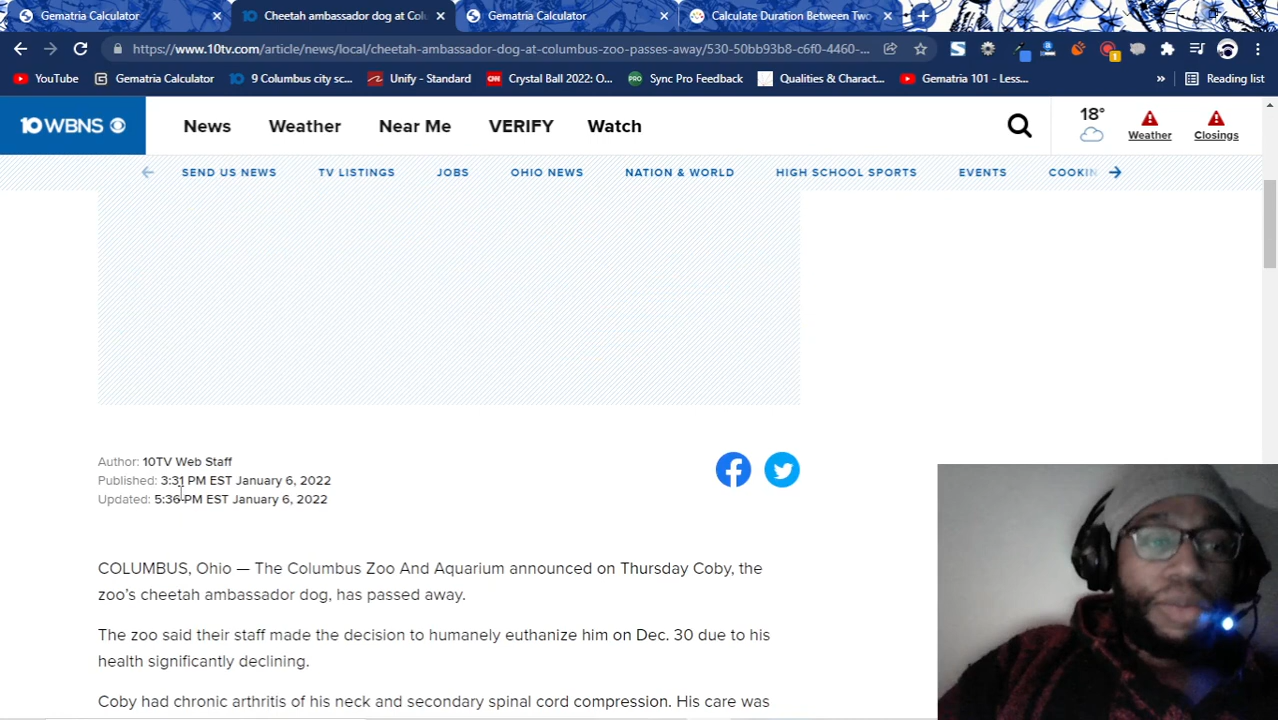 Gematria Calculator
Cheetah ambassador dog at Colu
Gematria Calculator
Calculate Duration Between Two
https://www.10tv.com/article/news/local/cheetah-ambassador-dog-at-columbus-zoo-passes-away/530-50bb93b8-c6f0-4460-...
YouTube
Gematria Calculator
9 Columbus city sc...
Unify - Standard
Crystal Ball 2022: O...
Sync Pro Feedback
Qualities & Charact...
Gematria 101 - Less...
»
Reading list
10 WBNS
News
Weather
Near Me
VERIFY
Watch
18°
Weather
Closings
SEND US NEWS
TV LISTINGS
JOBS
OHIO NEWS
NATION & WORLD
HIGH SCHOOL SPORTS
EVENTS
COOKIN
Author: 10TV Web Staff
Published: 3:31 PM EST January 6, 2022
Updated: 5:36 PM EST January 6, 2022
COLUMBUS, Ohio — The Columbus Zoo And Aquarium announced on Thursday Coby, the
zoo's cheetah ambassador dog, has passed away.
The zoo said their staff made the decision to humanely euthanize him on Dec. 30 due to his
health significantly declining.
Coby had chronic arthritis of his neck and secondary spinal cord compression. His care was